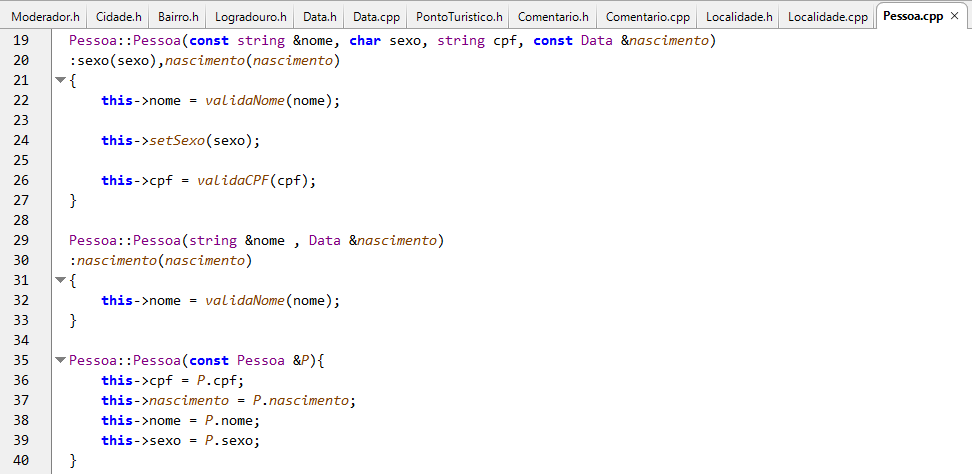 Moderador.h Cidade.h Bairro.h Logradouro.h Data.h Data.cpp PontoTuristico.h Comentario.h Comentario.cpp Localidade.h Localidade.cpp Pessoa.cpp ×
19 Pessoa::Pessoa(const string &nome, char sexo, string cpf, const Data &nascimento)
20 :sexo(sexo),nascimento(nascimento)
21 {
22     this->nome = validaNome(nome);
23
24     this->setSexo(sexo);
25
26     this->cpf = validaCPF(cpf);
27 }
28
29 Pessoa::Pessoa(string &nome , Data &nascimento)
30 :nascimento(nascimento)
31 {
32     this->nome = validaNome(nome);
33 }
34
35 Pessoa::Pessoa(const Pessoa &P){
36     this->cpf = P.cpf;
37     this->nascimento = P.nascimento;
38     this->nome = P.nome;
39     this->sexo = P.sexo;
40 }